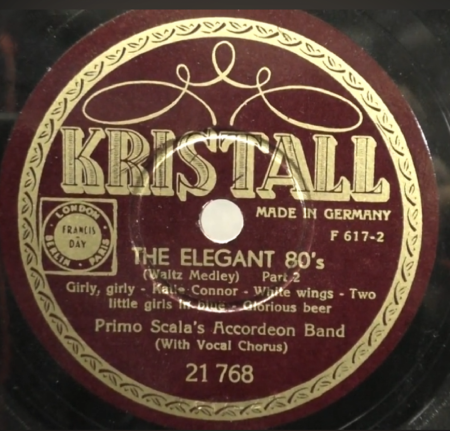 KRISTALL
MADE IN GERMANY
F 617-2
LONDON
FRANCIS
DAY
BERLIN - PARIS
THE ELEGANT 80's
(Waltz Medley) Part 2
Girly, girly - Katie Connor - White wings - Two
little girls in blue - Glorious beer
Primo Scala's Accordeon Band
(With Vocal Chorus)
21 768